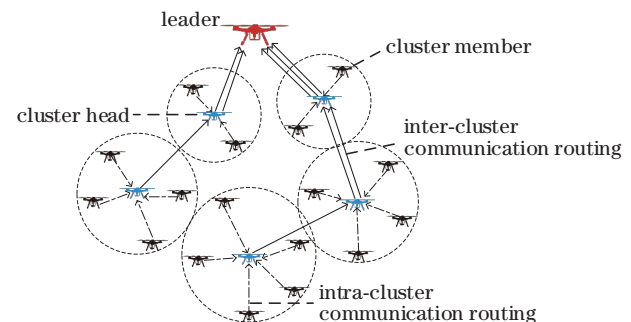 leader
cluster member
cluster head
inter-cluster
communication routing
intra-cluster
communication routing